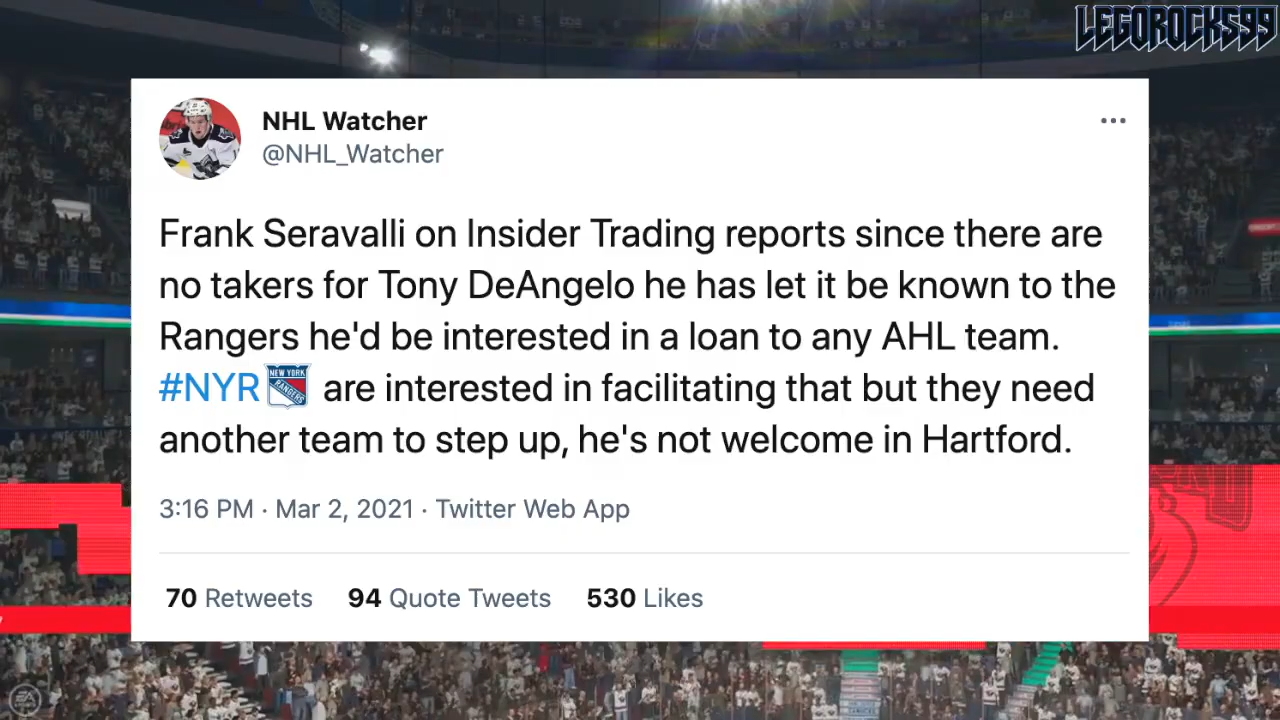 LEGOROCKS99
NHL Watcher
@NHL_Watcher
Frank Seravalli on Insider Trading reports since there are
no takers for Tony DeAngelo he has let it be known to the
Rangers he'd be interested in a loan to any AHL team.
#NYR NEW YORK RANGERS are interested in facilitating that but they need
another team to step up, he's not welcome in Hartford.
3:16 PM · Mar 2, 2021 · Twitter Web App
70 Retweets 94 Quote Tweets 530 Likes
EA